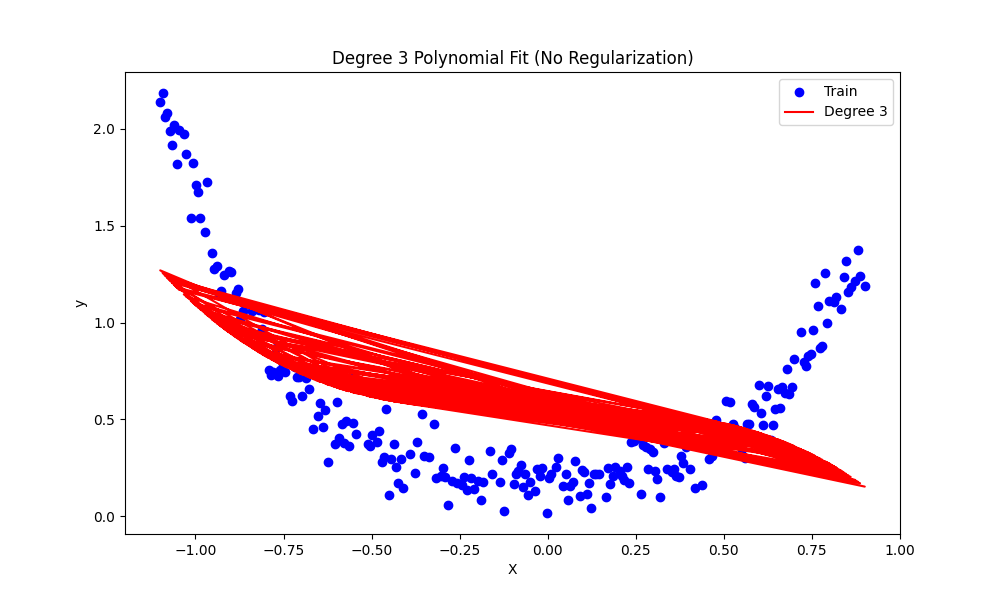 Degree 3 Polynomial Fit (No Regularization)
Train
Degree 3
2.0
1.5
1.0
0.5
0.0
y
−1.00
−0.75
−0.50
−0.25
0.00
0.25
0.50
0.75
1.00
X